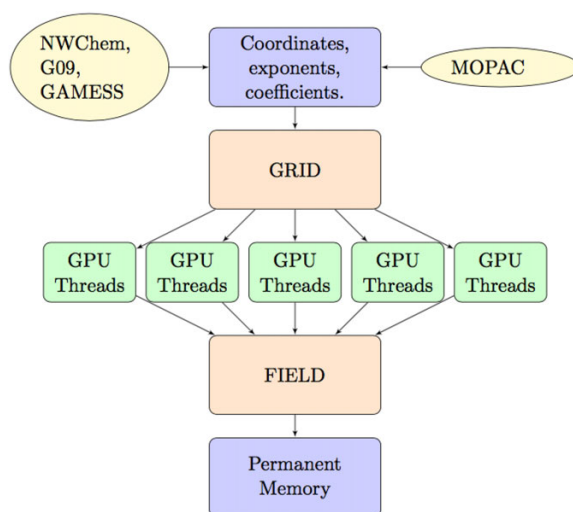 NWChem,
G09,
GAMESS
Coordinates,
exponents,
coefficients.
MOPAC
GRID
GPU
Threads
GPU
Threads
GPU
Threads
GPU
Threads
GPU
Threads
FIELD
Permanent
Memory